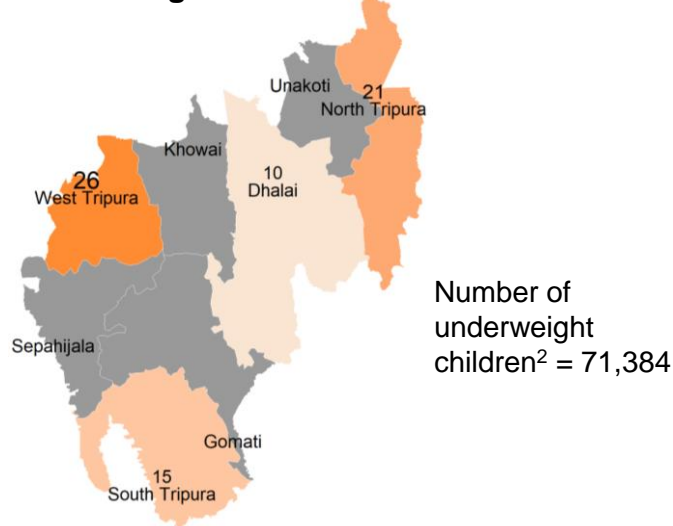 Unakoti
21
North Tripura
Khowai
10
Dhalai
26
West Tripura
Number of
underweight
children² = 71,384
Sepahijala
Gomati
15
South Tripura